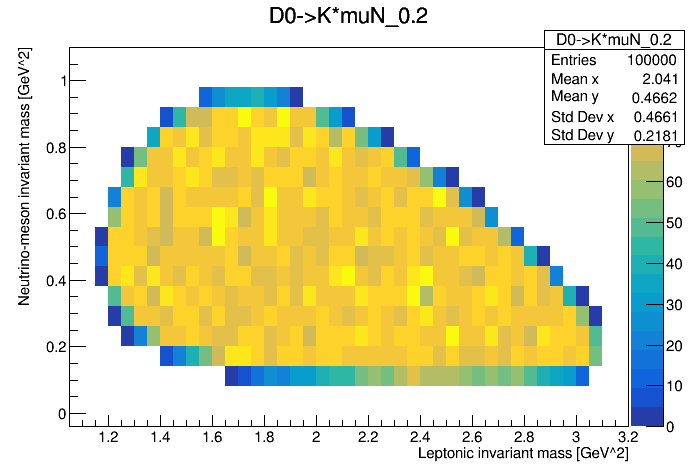 D0->K*muN_0.2
D0->K*muN_0.2
Entries 100000
Mean x 2.041
Mean y 0.4662
Std Dev x 0.4661
Std Dev y 0.2181
Neutrino-meson invariant mass [GeV^2]
1
0.8
0.6
0.4
0.2
0
1.2 1.4 1.6 1.8 2 2.2 2.4 2.6 2.8 3 3.2
Leptonic invariant mass [GeV^2]
60
50
40
30
20
10
0